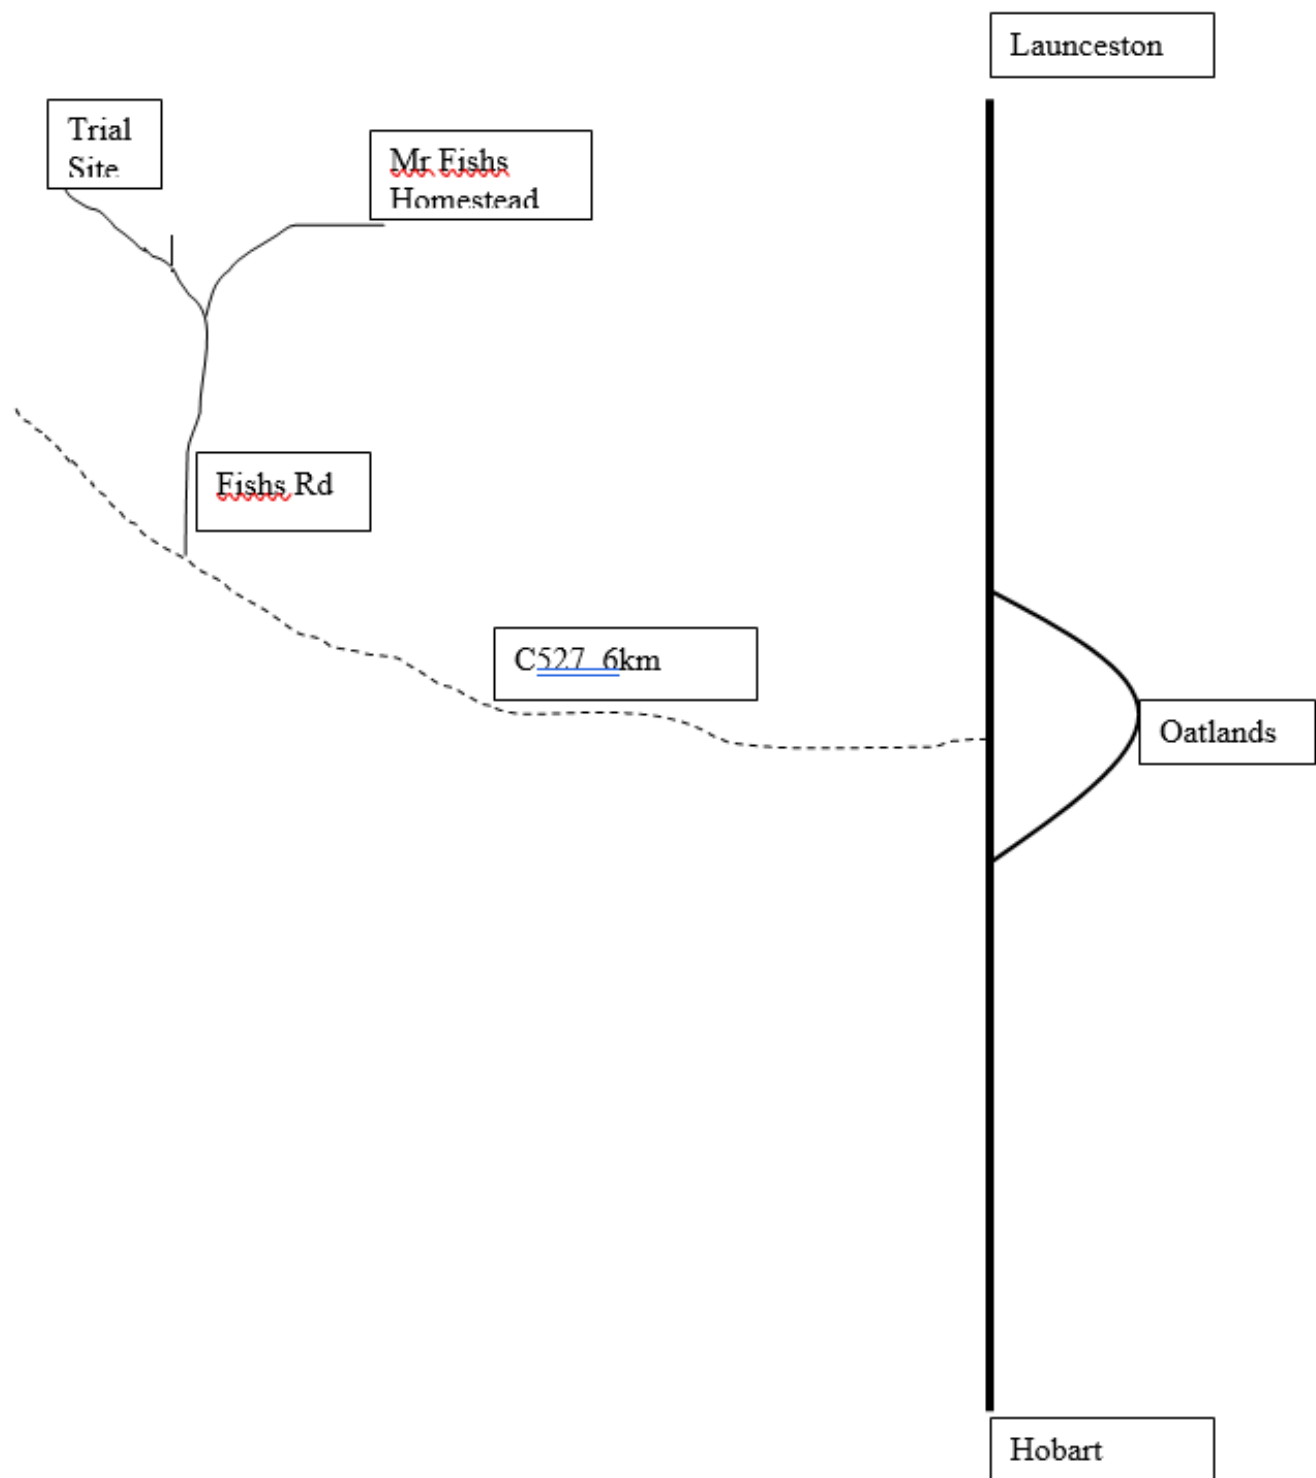 Launceston
Trial
Site
Mr Fishs
Homestead
Fishs Rd
C527 6km
Oatlands
Hobart